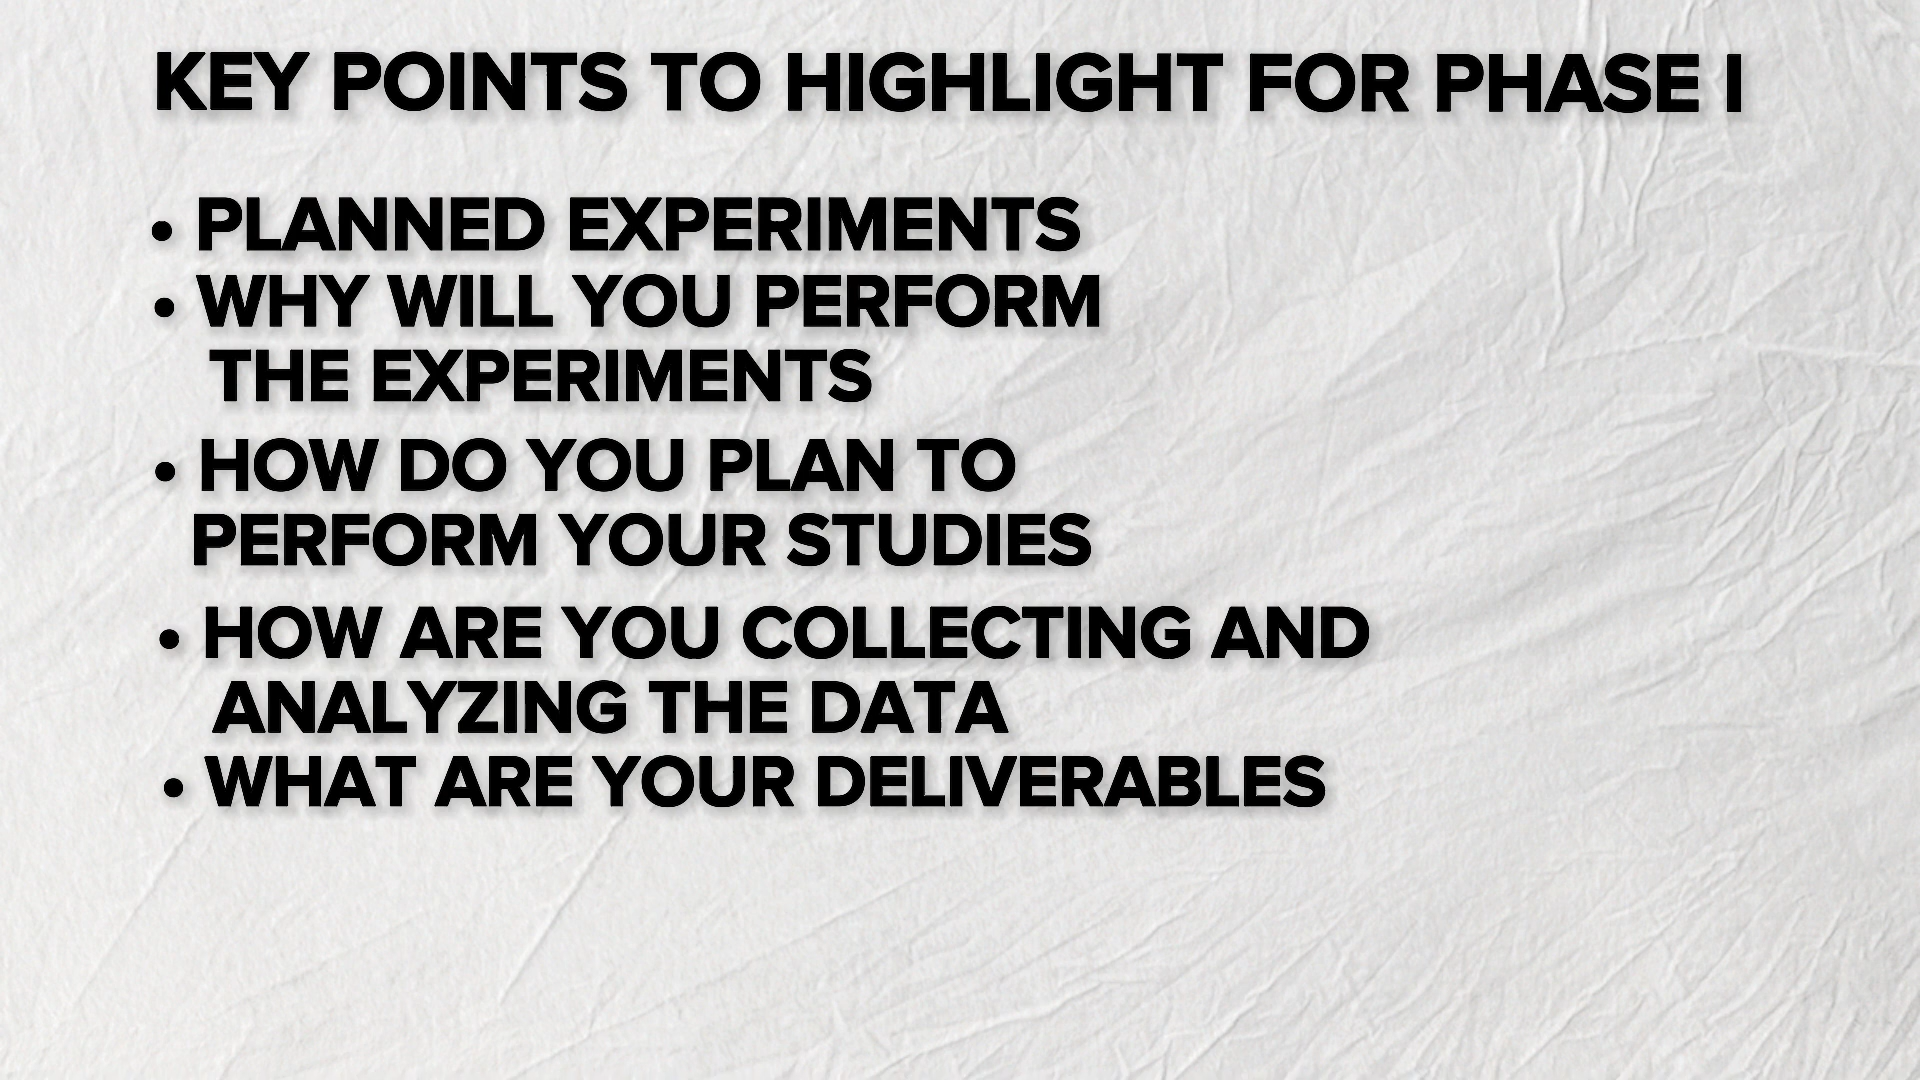 KEY POINTS TO HIGHLIGHT FOR PHASE I
• PLANNED EXPERIMENTS
• WHY WILL YOU PERFORM
THE EXPERIMENTS
• HOW DO YOU PLAN TO
PERFORM YOUR STUDIES
• HOW ARE YOU COLLECTING AND
ANALYZING THE DATA
• WHAT ARE YOUR DELIVERABLES